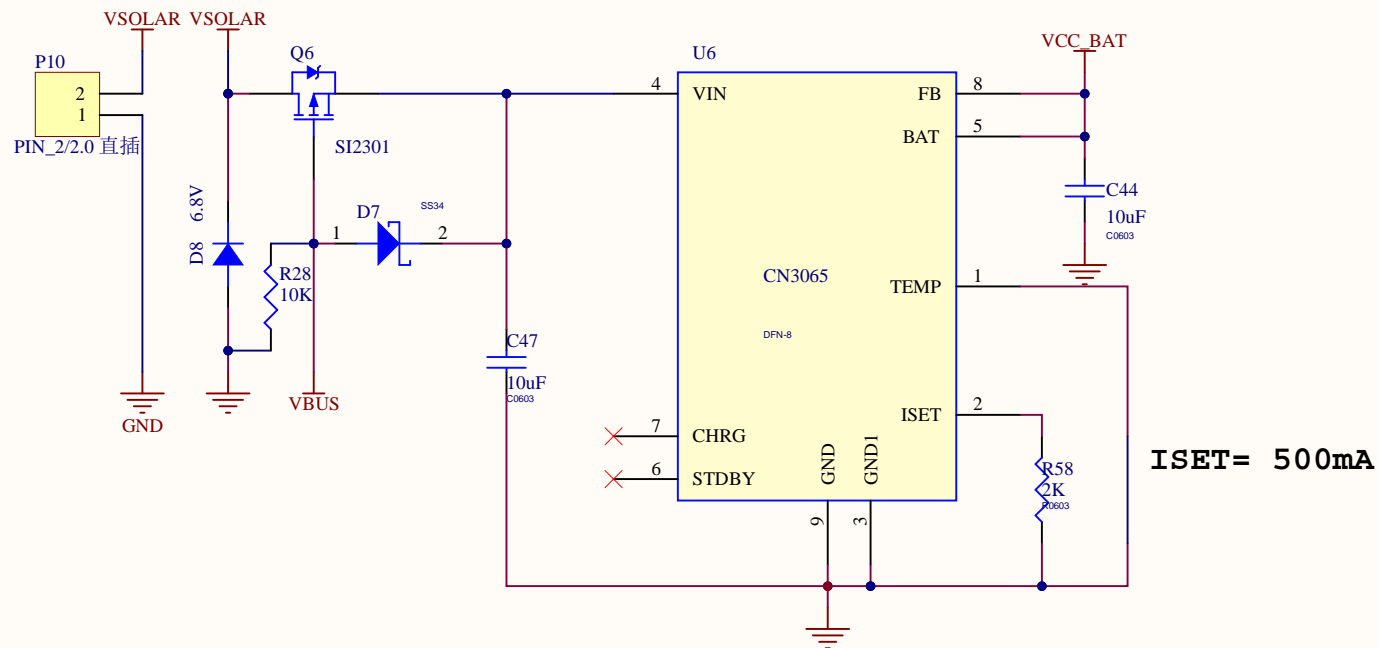 VSOLAR
VSOLAR
P10
2
1
PIN_2/2.0 直插
GND
Q6
SI2301
D8 6.8V
R28
10K
D7
SS34
1
2
VBUS
C47
10uF
C0603
U6
4
VIN
FB
8
BAT
5
CN3065
DFN-8
TEMP
1
ISET
2
7
CHRG
6
STDBY
GND
GND1
9
3
VCC_BAT
C44
10uF
C0603
R58
2K
R0603
ISET= 500mA